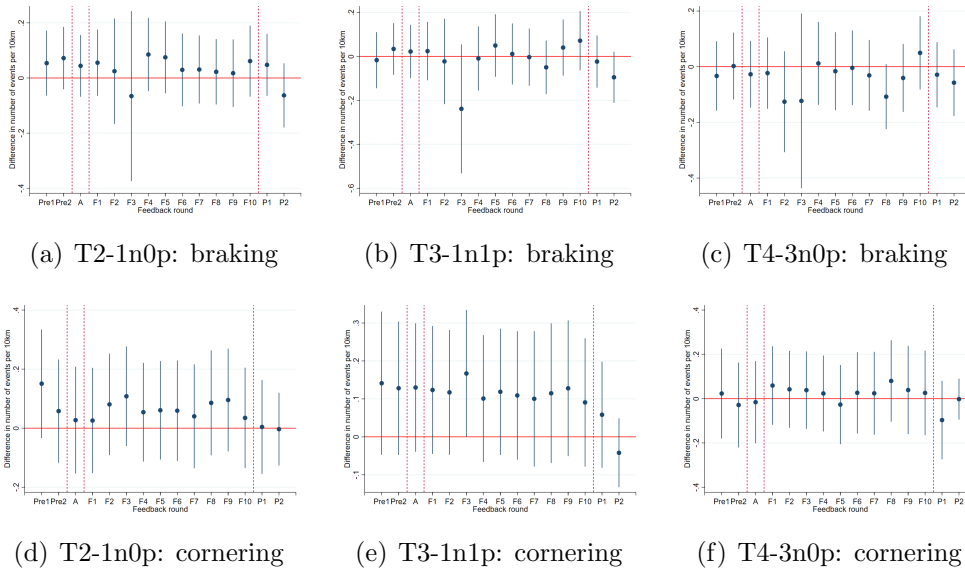 Difference in number of events per 10km
.2
0
-.2
-.4
Pre1 Pre2 A F1 F2 F3 F4 F5 F6 F7 F8 F9 F10 P1 P2
Feedback round
(a) T2-1n0p: braking
Difference in number of events per 10km
.2
.0
-.2
-.4
-.6
Pre1 Pre2 A F1 F2 F3 F4 F5 F6 F7 F8 F9 F10 P1 P2
Feedback round
(b) T3-1n1p: braking
Difference in number of events per 10km
.2
0
-.2
-.4
Pre1 Pre2 A F1 F2 F3 F4 F5 F6 F7 F8 F9 F10 P1 P2
Feedback round
(c) T4-3n0p: braking
Difference in number of events per 10km
.4
.2
0
-.2
Pre1 Pre2 A F1 F2 F3 F4 F5 F6 F7 F8 F9 F10 P1 P2
Feedback round
(d) T2-1n0p: cornering
Difference in number of events per 10km
.3
.2
.1
0
-.1
Pre1 Pre2 A F1 F2 F3 F4 F5 F6 F7 F8 F9 F10 P1 P2
Feedback round
(e) T3-1n1p: cornering
Difference in number of events per 10km
.4
.2
0
-.2
-.4
Pre1 Pre2 A F1 F2 F3 F4 F5 F6 F7 F8 F9 F10 P1 P2
Feedback round
(f) T4-3n0p: cornering